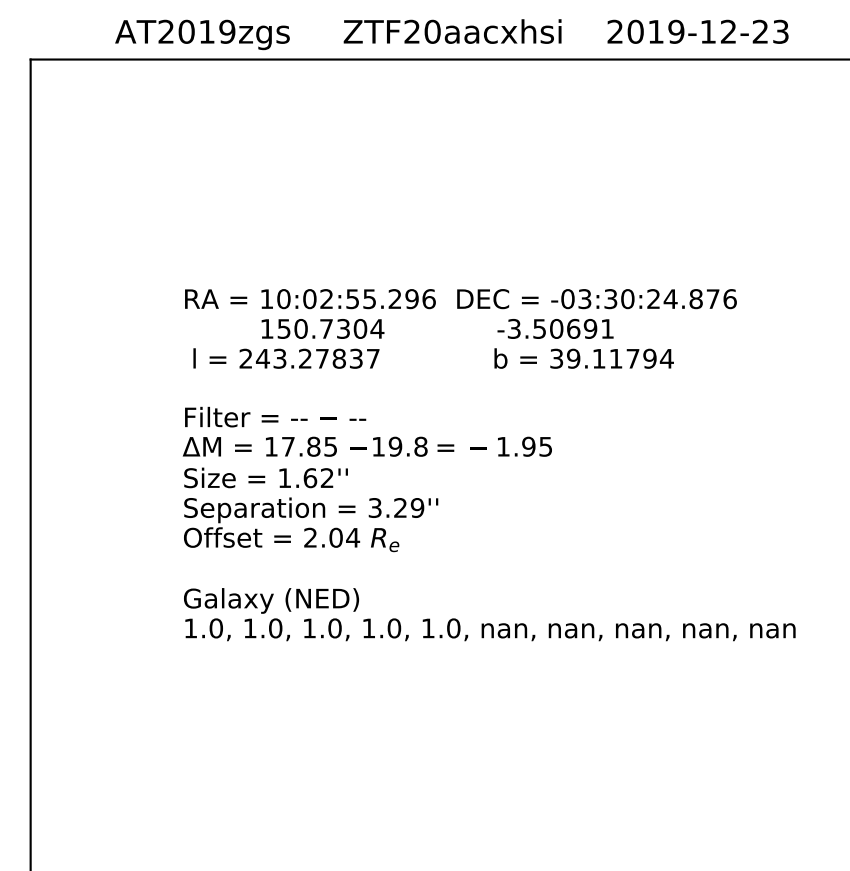 AT2019zgs ZTF20aacxhsi 2019-12-23
RA = 10:02:55.296 DEC = -03:30:24.876
150.7304 -3.50691
l = 243.27837 b = 39.11794
Filter = -- − --
ΔM = 17.85 −19.8 = − 1.95
Size = 1.62''
Separation = 3.29''
Offset = 2.04 Re
Galaxy (NED)
1.0, 1.0, 1.0, 1.0, 1.0, nan, nan, nan, nan, nan